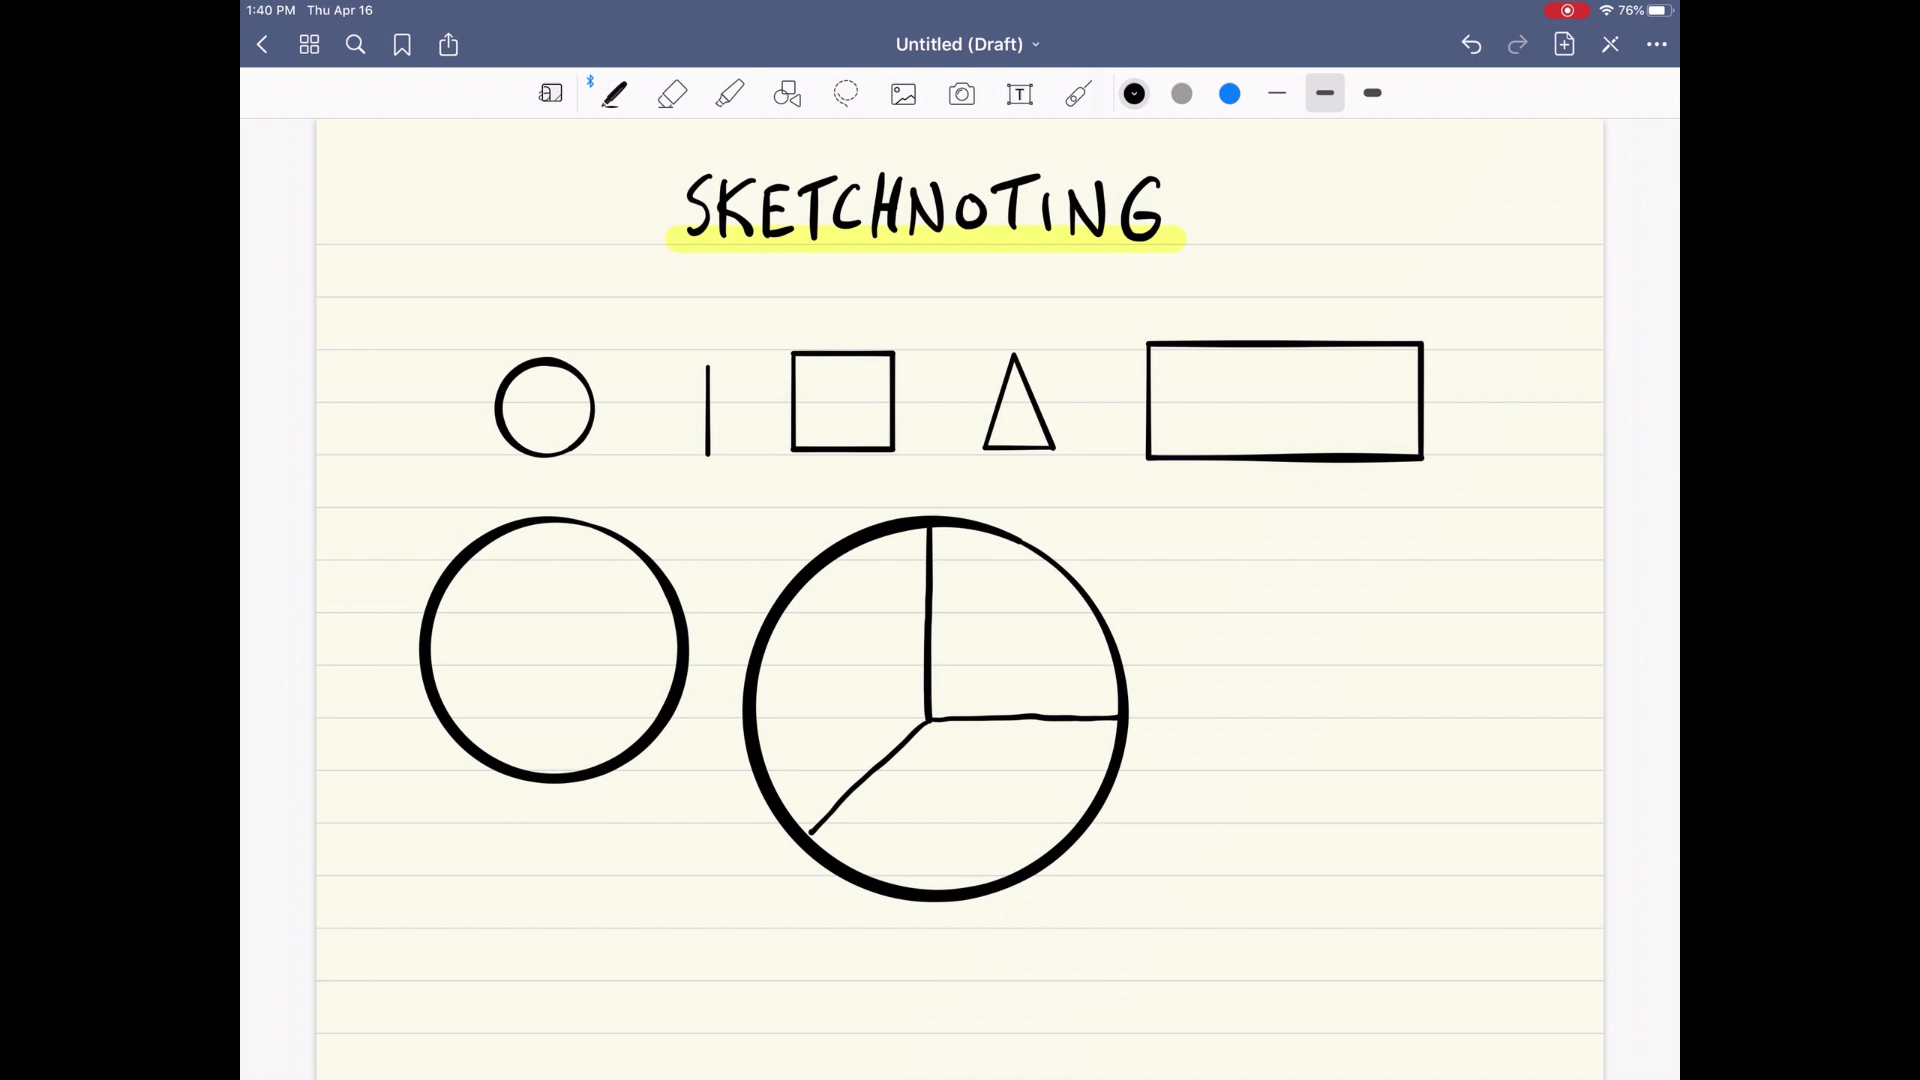 1:40 PM Thu Apr 16
76%
Untitled (Draft)
T
SKETCHNOTING